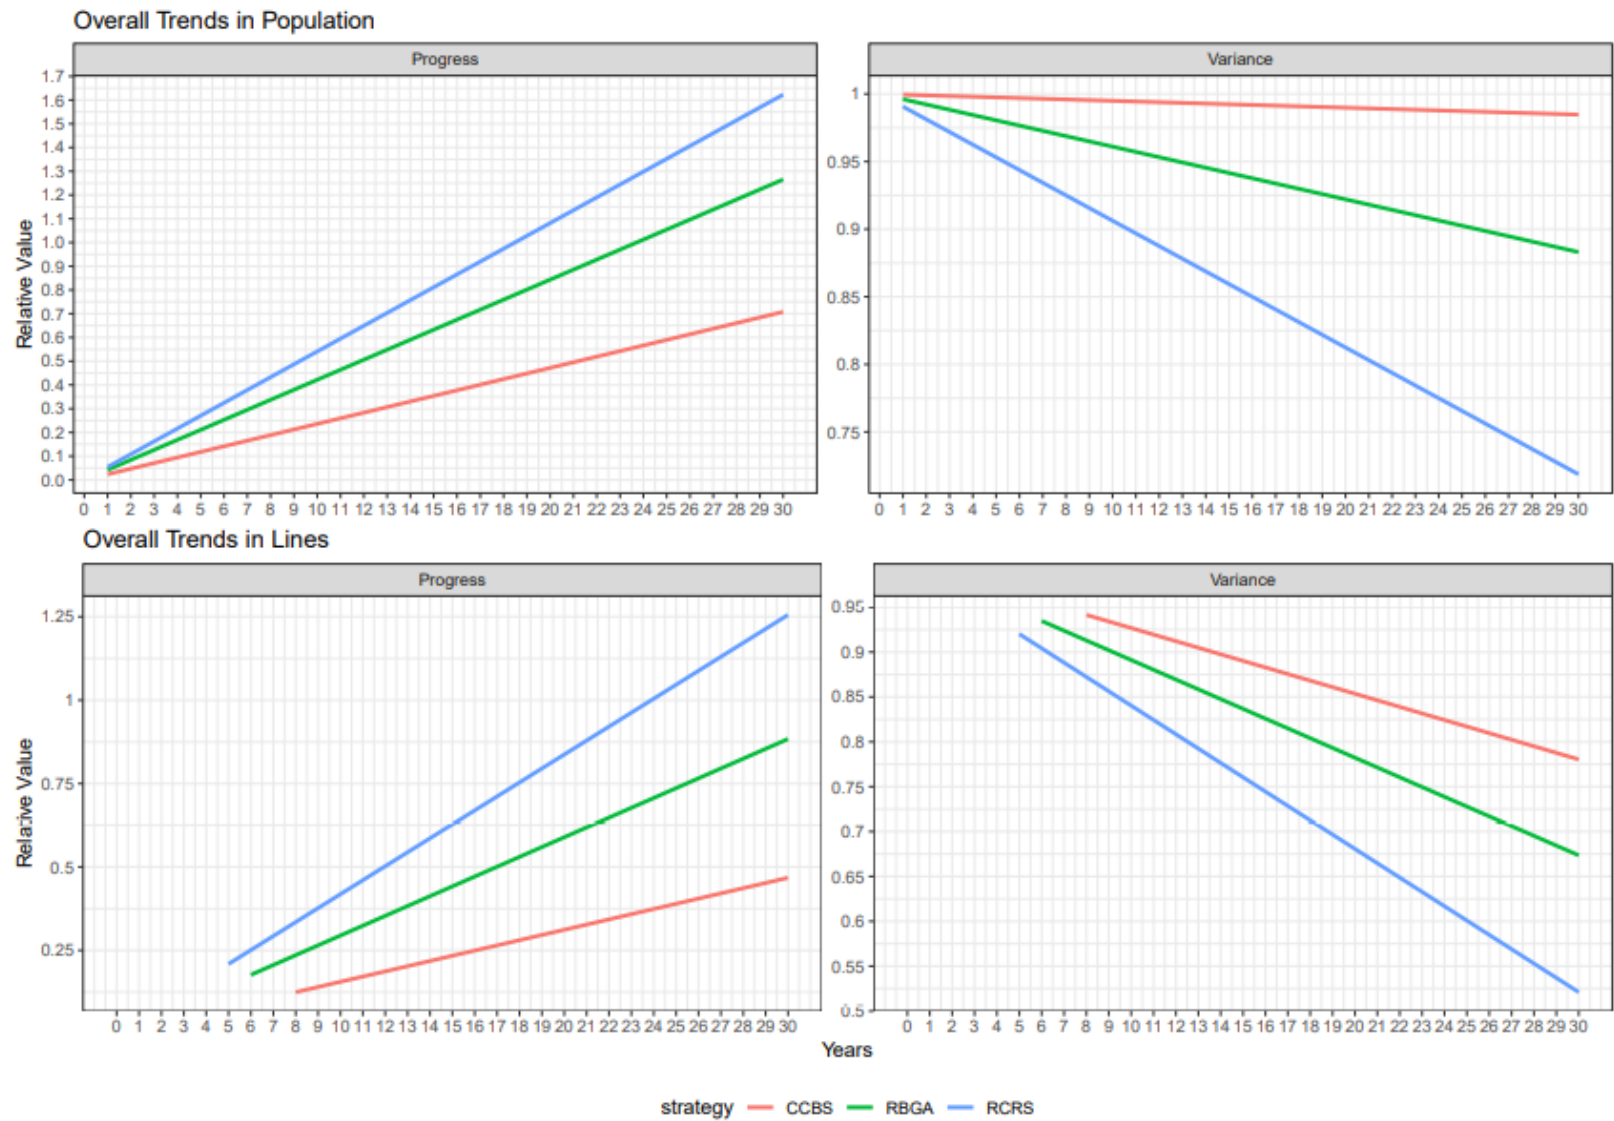 Overall Trends in Population
Progress
Variance
Relative Value
1.7
1.6
1.5
1.4
1.3
1.2
1.1
1.0
0.9
0.8
0.7
0.6
0.5
0.4
0.3
0.2
0.1
0.0
0 1 2 3 4 5 6 7 8 9 10 11 12 13 14 15 16 17 18 19 20 21 22 23 24 25 26 27 28 29 30
1
0.95
0.9
0.85
0.8
0.75
0 1 2 3 4 5 6 7 8 9 10 11 12 13 14 15 16 17 18 19 20 21 22 23 24 25 26 27 28 29 30
Overall Trends in Lines
Progress
Variance
Relative Value
1.25
1
0.75
0.5
0.25
0 1 2 3 4 5 6 7 8 9 10 11 12 13 14 15 16 17 18 19 20 21 22 23 24 25 26 27 28 29 30
0.95
0.9
0.85
0.8
0.75
0.7
0.65
0.6
0.55
0.5
0 1 2 3 4 5 6 7 8 9 10 11 12 13 14 15 16 17 18 19 20 21 22 23 24 25 26 27 28 29 30
Years
strategy CCBS RBGA RCRS